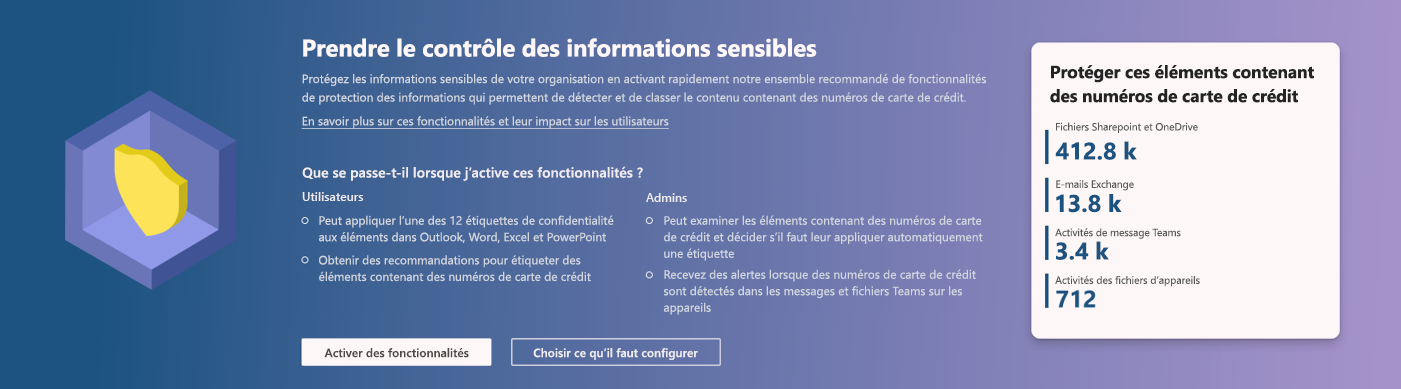 Prendre le contrôle des informations sensibles
Protégez les informations sensibles de votre organisation en activant rapidement notre ensemble recommandé de fonctionnalités
de protection des informations qui permettent de détecter et de classer le contenu contenant des numéros de carte de crédit.
En savoir plus sur ces fonctionnalités et leur impact sur les utilisateurs
Que se passe-t-il lorsque j’active ces fonctionnalités ?
Utilisateurs
Peut appliquer l’une des 12 étiquettes de confidentialité
aux éléments dans Outlook, Word, Excel et PowerPoint
Obtenir des recommandations pour étiqueter des
éléments contenant des numéros de carte de crédit
Admins
Peut examiner les éléments contenant des numéros de carte
de crédit et décider s’il faut leur appliquer automatiquement
une étiquette
Recevez des alertes lorsque des numéros de carte de crédit
sont détectés dans les messages et fichiers Teams sur les
appareils
Activer des fonctionnalités
Choisir ce qu’il faut configurer
Protéger ces éléments contenant
des numéros de carte de crédit
Fichiers Sharepoint et OneDrive
412.8 k
E-mails Exchange
13.8 k
Activités de message Teams
3.4 k
Activités des fichiers d’appareils
712